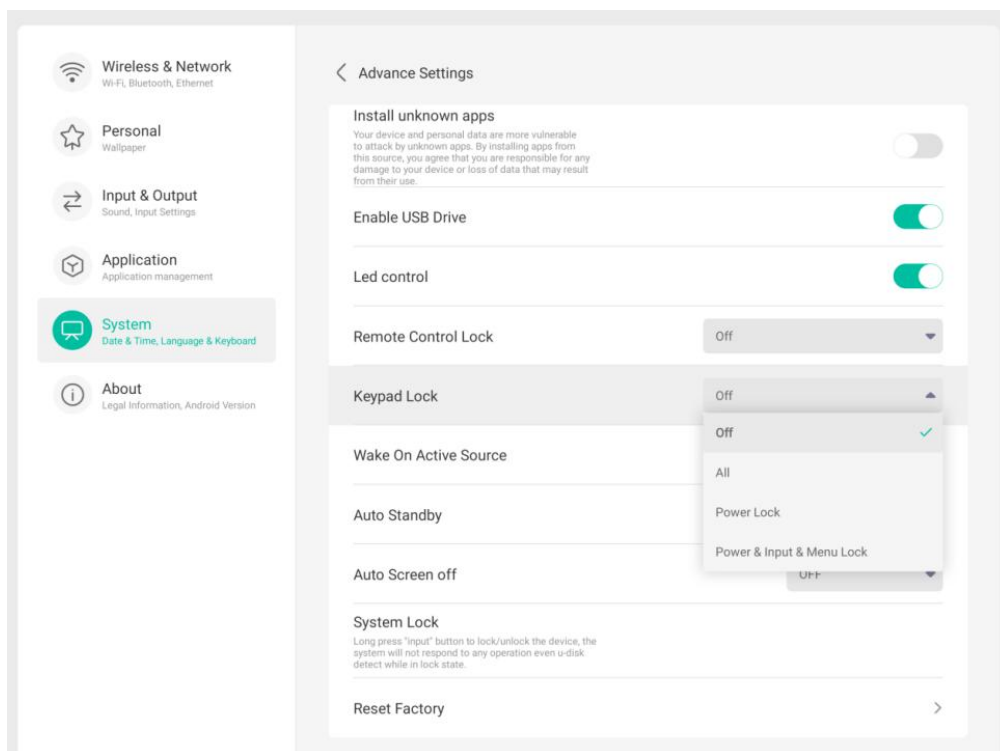 Wireless & Network
Wi-Fi, Bluetooth, Ethernet
Personal
Wallpaper
Input & Output
Sound, Input Settings
Application
Application management
System
Date & Time, Language & Keyboard
About
Legal Information, Android Version
Advance Settings
Install unknown apps
Your device and personal data are more vulnerable
to attack by unknown apps. By installing apps from
this source, you agree that you are responsible for any
damage to your device or loss of data that may result
from their use.
Enable USB Drive
Led control
Remote Control Lock
Off
Keypad Lock
Off
Off
All
Power Lock
Power & Input & Menu Lock
Wake On Active Source
Auto Standby
Auto Screen off
OFF
System Lock
Long press "input" button to lock/unlock the device, the
system will not respond to any operation even u-disk
detect while in lock state.
Reset Factory